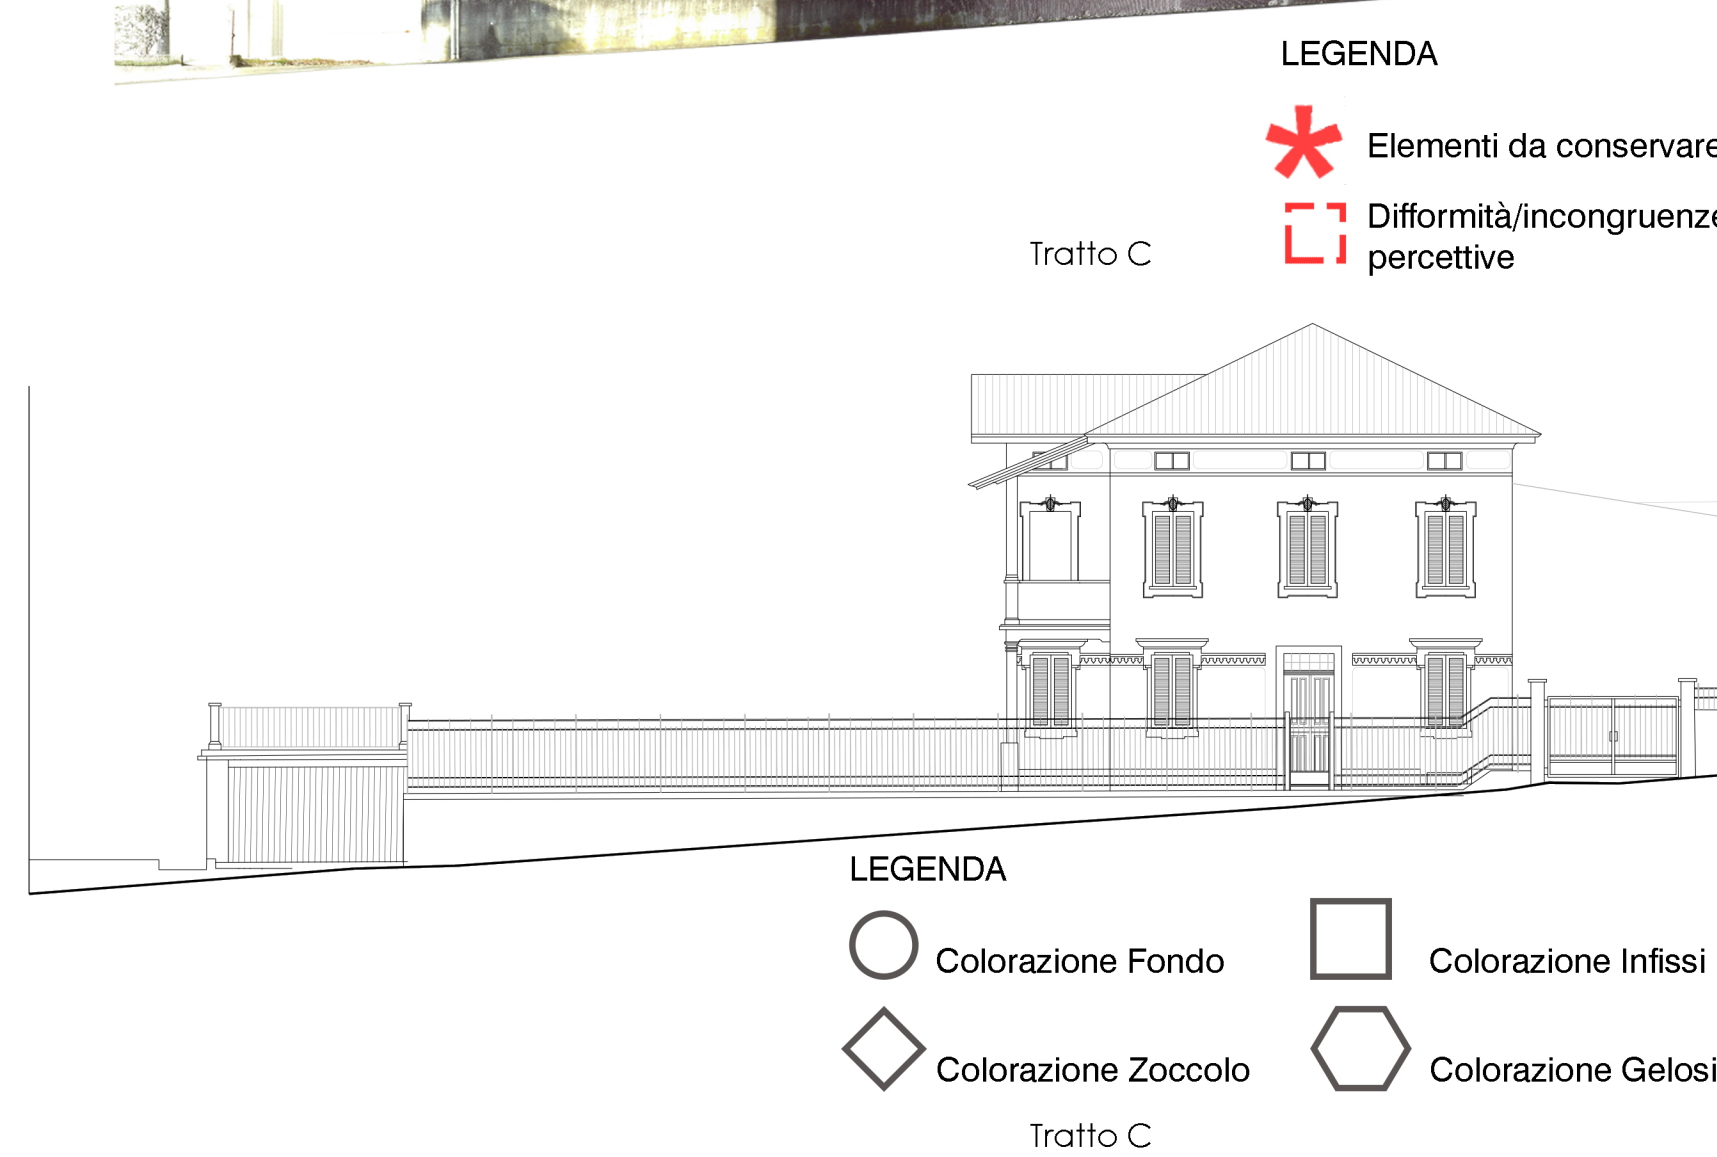 LEGENDA
Elementi da conservare
Difformità/incongruenze
percettive
Tratto C
LEGENDA
Colorazione Fondo
Colorazione Infissi
Colorazione Zoccolo
Colorazione Gelosi
Tratto C